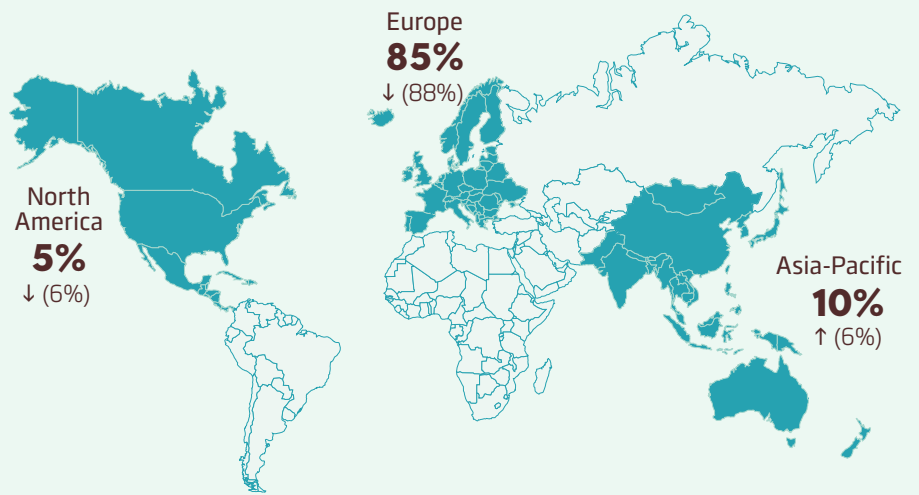 Europe
85%
↓ (88%)
North
America
5%
↓ (6%)
Asia-Pacific
10%
↑ (6%)